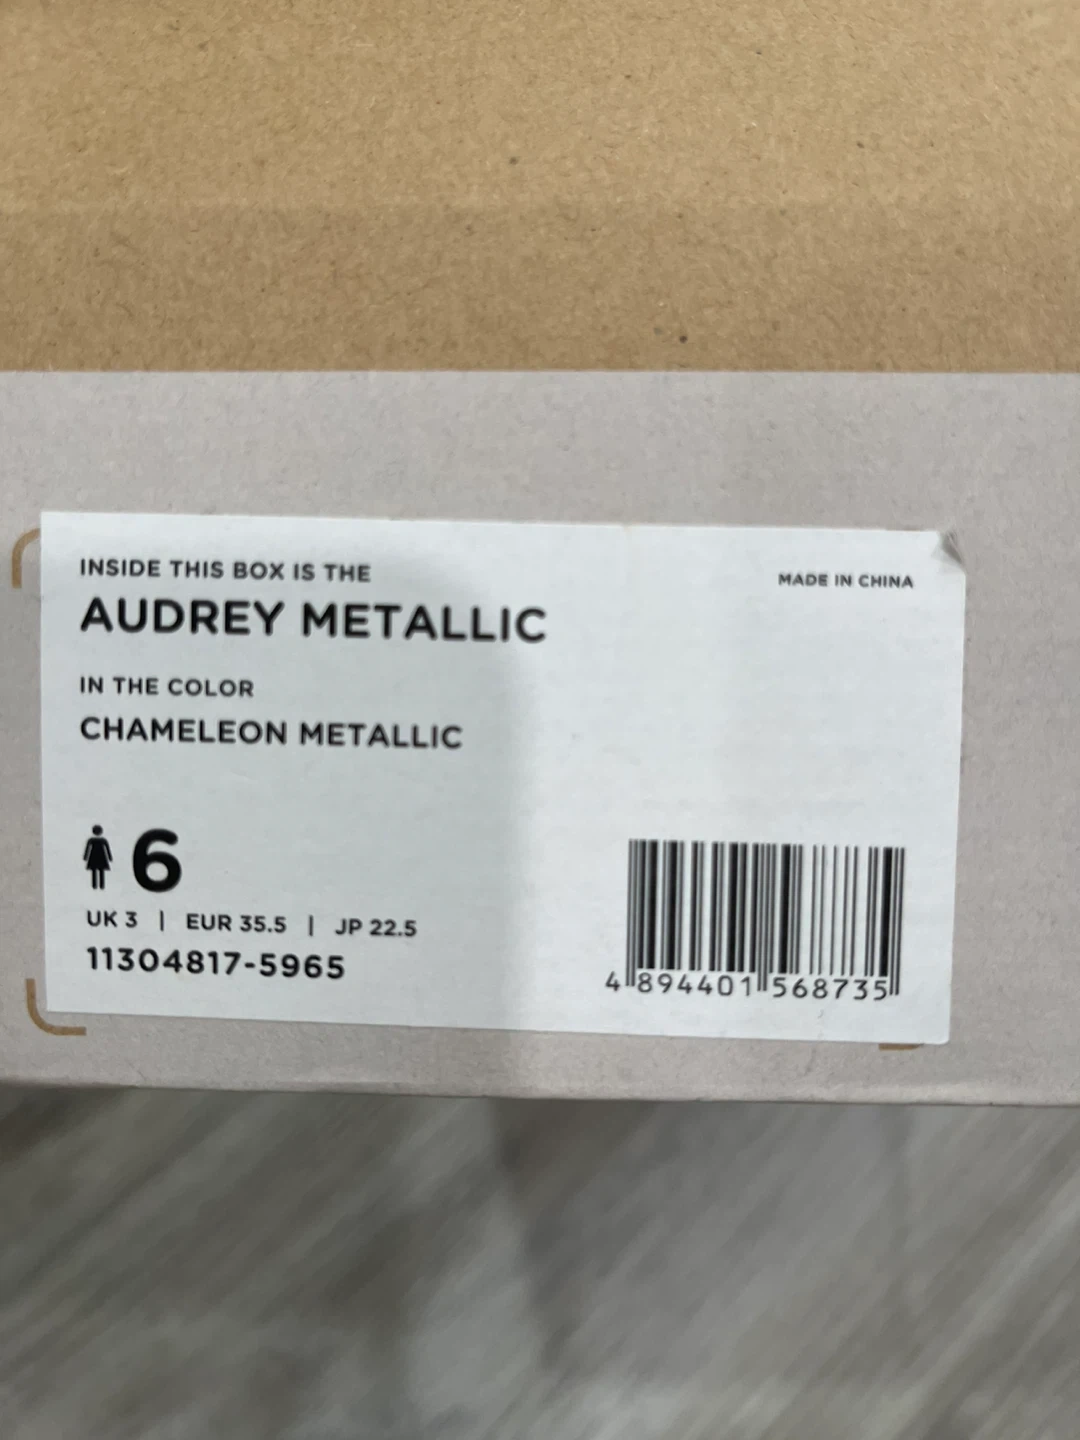 INSIDE THIS BOX IS THE
MADE IN CHINA
AUDREY METALLIC
IN THE COLOR
CHAMELEON METALLIC
6
UK 3 | EUR 35.5 | JP 22.5
11304817-5965
4 894401 568735